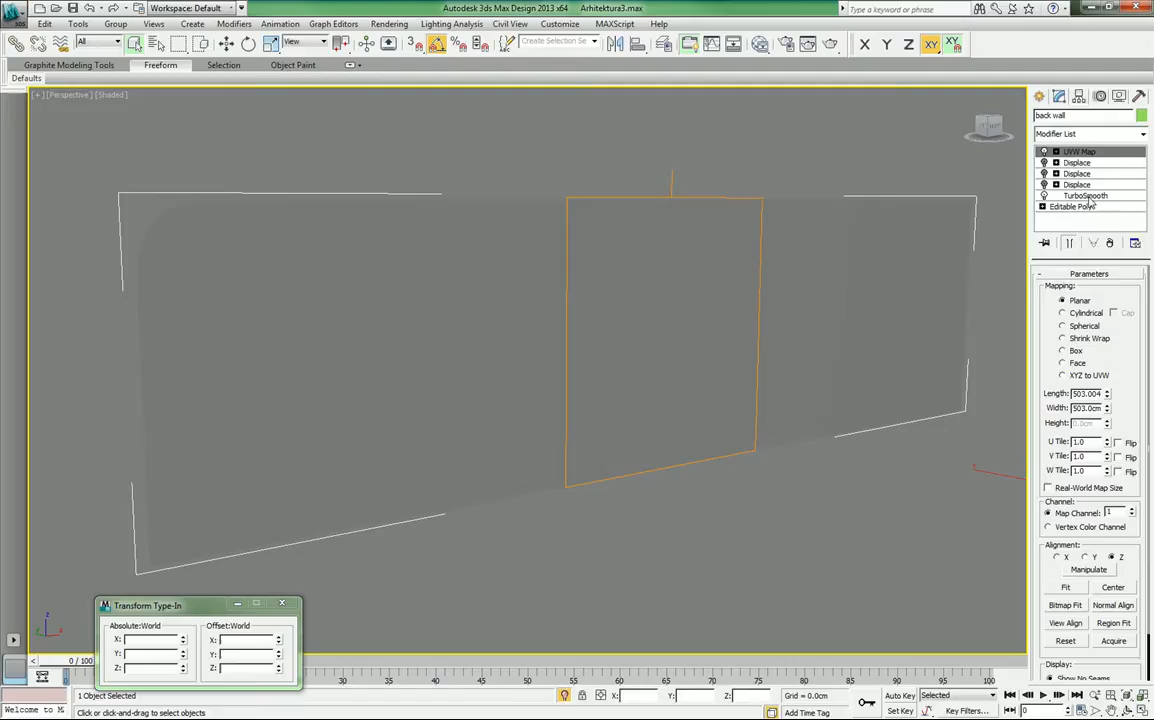 Workspace: Default
Autodesk 3ds Max Design 2013 x64
Arhitektura3.max
Type a keyword or phrase
Edit Tools Group Views Create Modifiers Animation Graph Editors Rendering Lighting Analysis Civil View Customize MAXScript Help
All
View
Create Selection Se
X Y Z XY
Graphite Modeling Tools Freeform Selection Object Paint
Defaults
[+] [Perspective] [Shaded]
back wall
Modifier List
UVW Map
Displace
Displace
Displace
TurboSmooth
Editable Poly
Parameters
Mapping:
Planar
Cylindrical Cap
Spherical
Shrink Wrap
Box
Face
XYZ to UVW
Length: 503.004
Width: 503.0cm
Height: 0.0cm
U Tile: 1.0 Flip
V Tile: 1.0 Flip
W Tile: 1.0 Flip
Real-World Map Size
Channel:
Map Channel: 1
Vertex Color Channel
Alignment:
X Y Z
Manipulate
Fit Center
Bitmap Fit Normal Align
View Align Region Fit
Reset Acquire
Display:
Show No Seams
Transform Type-In
Absolute:World Offset:World
X: X:
Y: Y:
Z: Z:
0 / 100
30 35 40 45 50 55 60 65 70 75 80 85 90 95 100
1 Object Selected
X: Y: Z: Grid = 0.0cm
Auto Key Selected
Welcome to M
Click or click-and-drag to select objects
Add Time Tag
Set Key Key Filters...
0